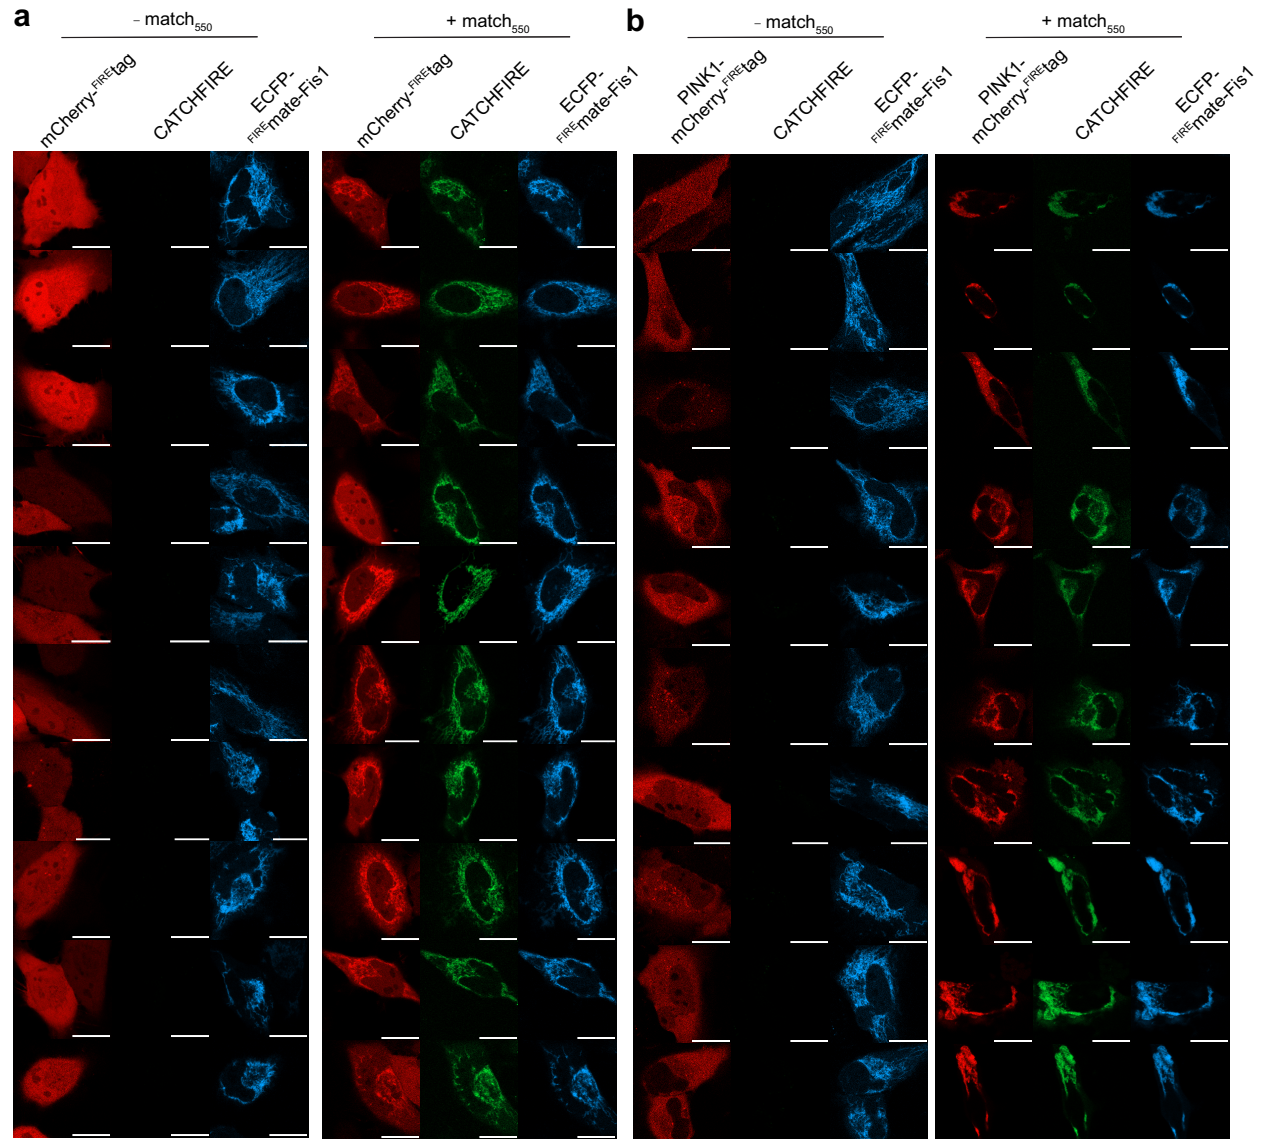 a
– match550
+ match550
mCherry-FIREtag
CATCHFIRE
ECFP-
FIREmate-Fis1
mCherry-FIREtag
CATCHFIRE
ECFP-
FIREmate-Fis1
b
– match550
+ match550
PINK1-
mCherry-FIREtag
CATCHFIRE
ECFP-
FIREmate-Fis1
PINK1-
mCherry-FIREtag
CATCHFIRE
ECFP-
FIREmate-Fis1